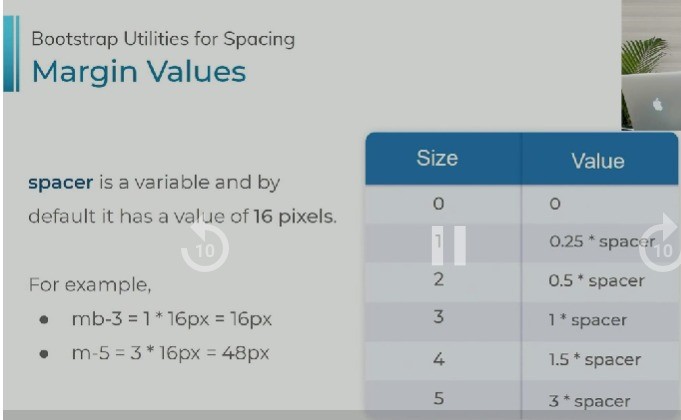 Bootstrap Utilities for Spacing
Margin Values
spacer is a variable and by
default it has a value of 16 pixels.
For example,
mb-3 = 1 * 16px = 16px
m-5 = 3 * 16px = 48px
Size Value
0 0
1 0.25 * spacer
2 0.5 * spacer
3 1 * spacer
4 1.5 * spacer
5 3 * spacer
10
10